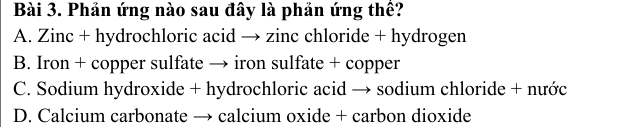 Bài 3. Phản ứng nào sau đây là phản ứng thế?
A. Zinc + hydrochloric acid → zinc chloride + hydrogen
B. Iron + copper sulfate → iron sulfate + copper
C. Sodium hydroxide + hydrochloric acid → sodium chloride + nước
D. Calcium carbonate → calcium oxide + carbon dioxide